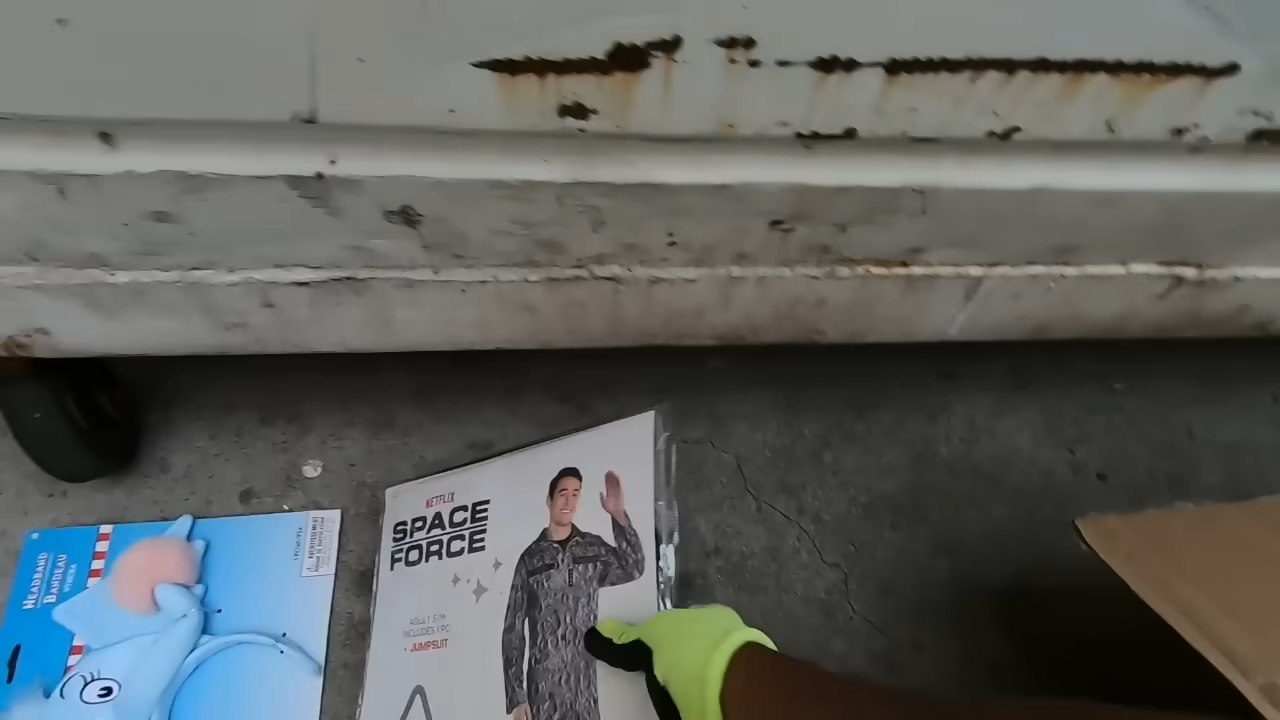 HEADBAND
BANDEAU
NETFLIX
SPACE
FORCE
ADULT S/M
INCLUDES 1 PC
• JUMPSUIT